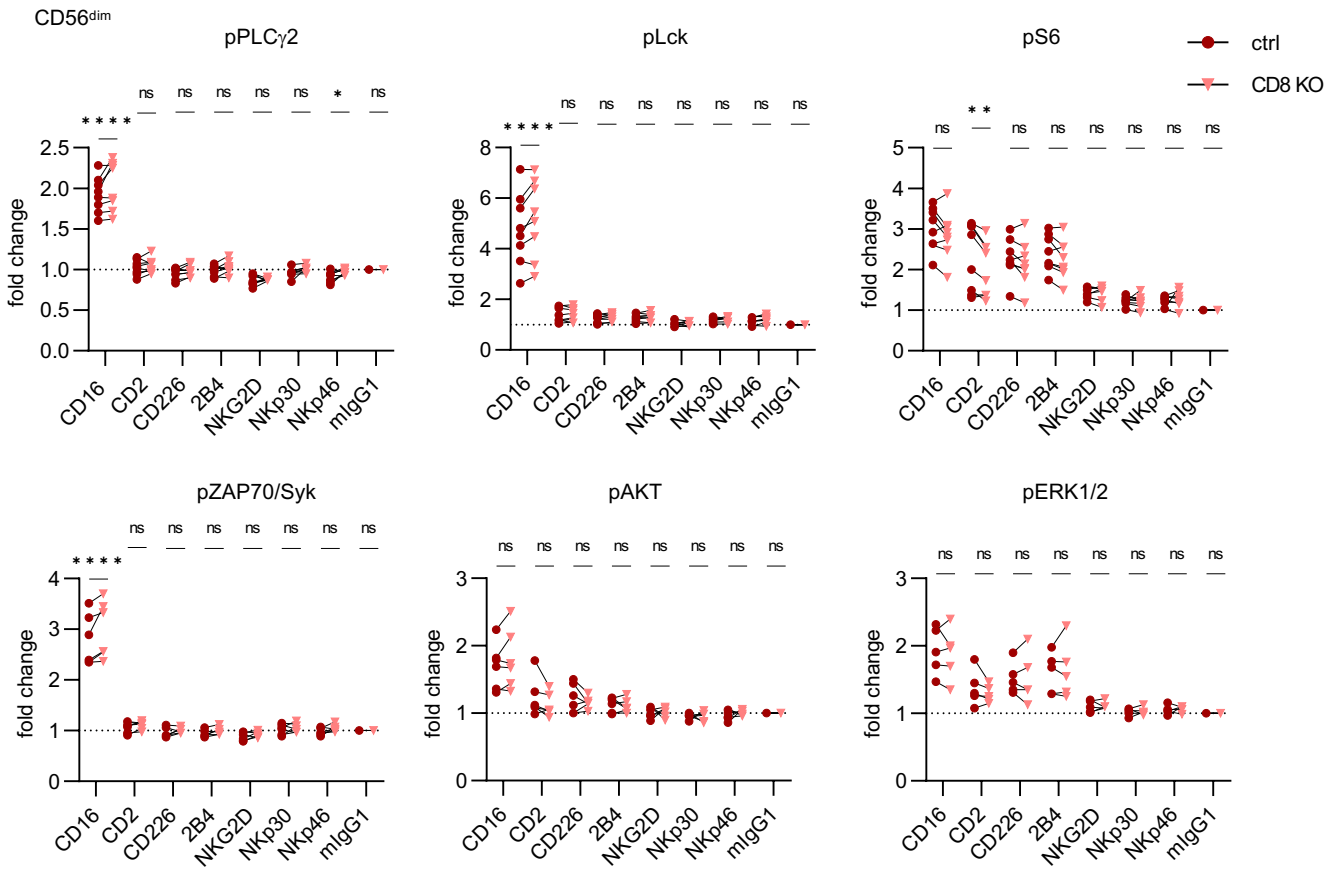 CD56dim
pPLCγ2
pLck
pS6
ctrl
CD8 KO
**** ns ns ns ns ns * ns
**** ns ns ns ns ns ns ns
ns ** ns ns ns ns ns ns
fold change
2.5
2.0
1.5
1.0
0.5
0.0
CD16 CD2 CD226 2B4 NKG2D NKp30 NKp46 mIgG1
fold change
8
6
4
2
0
CD16 CD2 CD226 2B4 NKG2D NKp30 NKp46 mIgG1
fold change
5
4
3
2
1
0
CD16 CD2 CD226 2B4 NKG2D NKp30 NKp46 mIgG1
pZAP70/Syk
pAKT
pERK1/2
**** ns ns ns ns ns ns ns
ns ns ns ns ns ns ns ns
ns ns ns ns ns ns ns ns
fold change
4
3
2
1
0
CD16 CD2 CD226 2B4 NKG2D NKp30 NKp46 mIgG1
fold change
3
2
1
0
CD16 CD2 CD226 2B4 NKG2D NKp30 NKp46 mIgG1
fold change
3
2
1
0
CD16 CD2 CD226 2B4 NKG2D NKp30 NKp46 mIgG1